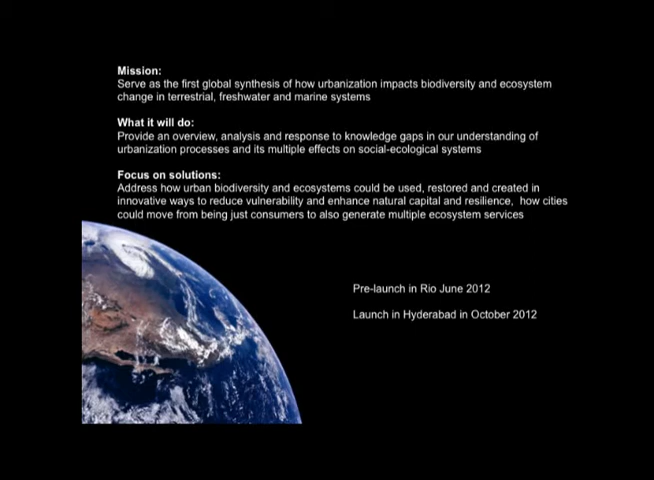 Mission:
Serve as the first global synthesis of how urbanization impacts biodiversity and ecosystem
change in terrestrial, freshwater and marine systems
What it will do:
Provide an overview, analysis and response to knowledge gaps in our understanding of
urbanization processes and its multiple effects on social-ecological systems
Focus on solutions:
Address how urban biodiversity and ecosystems could be used, restored and created in
innovative ways to reduce vulnerability and enhance natural capital and resilience, how cities
could move from being just consumers to also generate multiple ecosystem services
Pre-launch in Rio June 2012
Launch in Hyderabad in October 2012